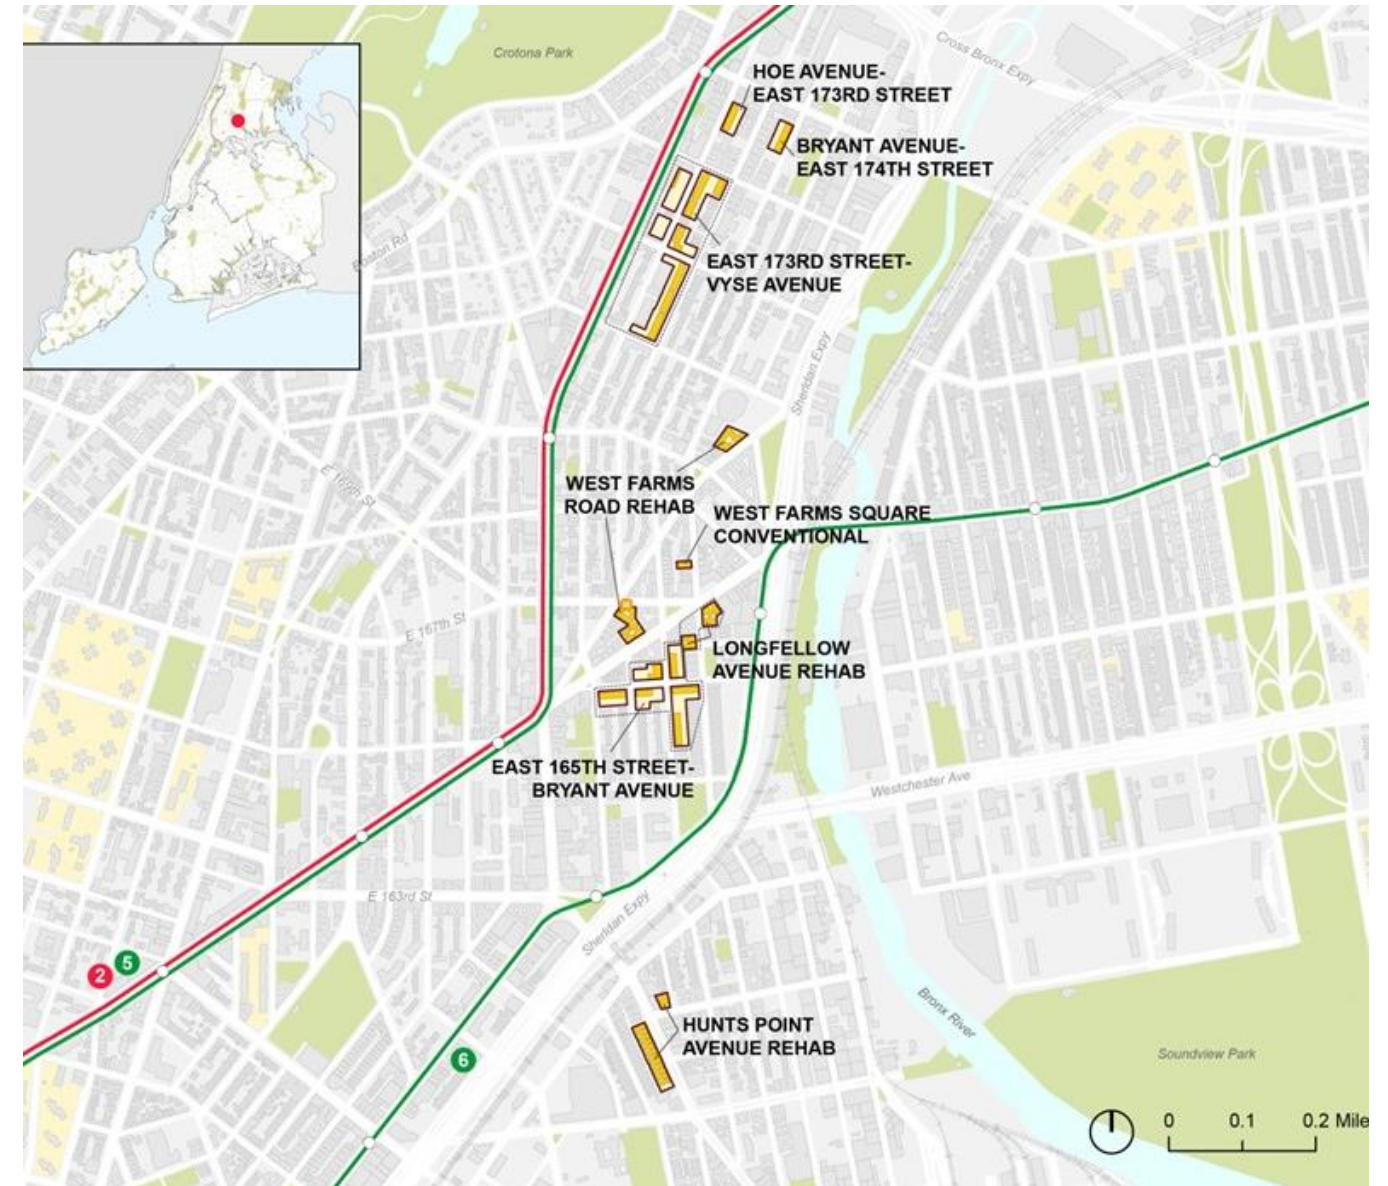 Crotona Park
Cross Bronx Expy
HOE AVENUE-
EAST 173RD STREET
BRYANT AVENUE-
EAST 174TH STREET
Boston Rd
EAST 173RD STREET-
VYSE AVENUE
Sheridan Expy
E 169th St
WEST FARMS
ROAD REHAB
WEST FARMS SQUARE
CONVENTIONAL
E 167th St
LONGFELLOW
AVENUE REHAB
EAST 165TH STREET-
BRYANT AVENUE
Westchester Ave
E 163rd St
Sheridan Expy
2
5
6
Bronx River
HUNTS POINT
AVENUE REHAB
Soundview Park
0 0.1 0.2 Mile